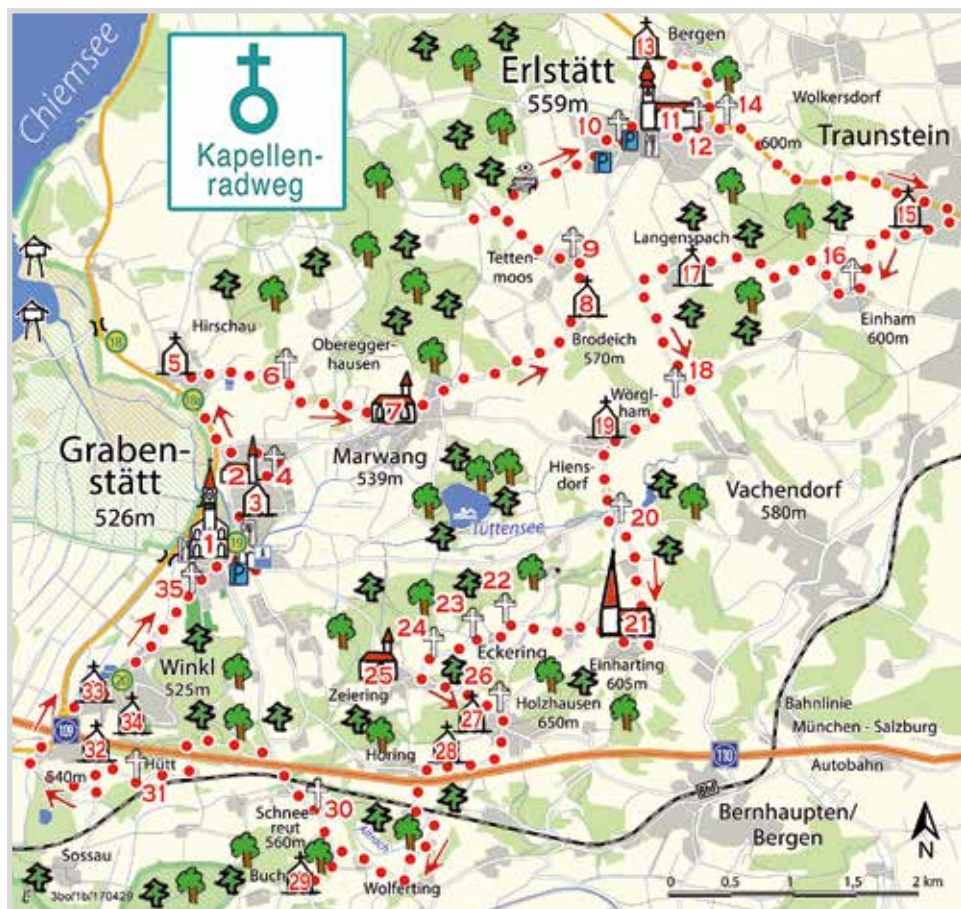 Chiemsee
Kapellen-
radweg
Erlstätt
559m
13
Bergen
14
Wolkersdorf
10
11
12
600m
Traunstein
P
P
15
Langenspach
9
Tetten-
moos
17
16
8
Einham
600m
Brodeich
570m
18
Hirschau
5
6
Oberegger-
hausen
7
18
Wörgl-
ham
19
Marwang
539m
Graben-
stätt
526m
2
4
3
1
19
P
35
Hiens-
dorf
Vachendorf
580m
Tüttensee
20
22
23
24
21
Eckering
25
Zeiering
26
Einharting
605m
Holzhausen
650m
27
28
Höring
Winkl
525m
33
20
34
109
32
Hütt
31
540m
Bahnlinie
München - Salzburg
110
Autobahn
Bernhaupten/
Bergen
Schnee-
reut
560m
30
Buch
29
Wolferting
Sossau
N
0 0,5 1 1,5 2 km